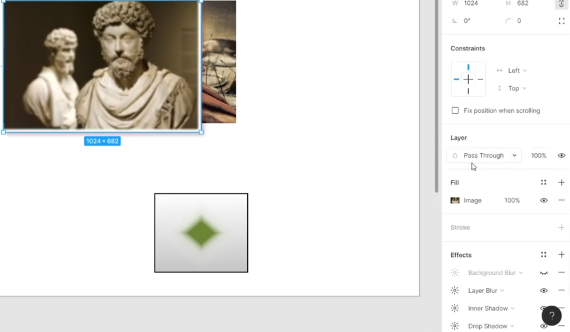 W 1024 H 682
0° 0
Constraints
Left
Top
Fix position when scrolling
Layer
Pass Through 100%
Fill
Image 100%
Stroke
Effects
Background Blur
Layer Blur
Inner Shadow
Drop Shadow
1024 × 682
?